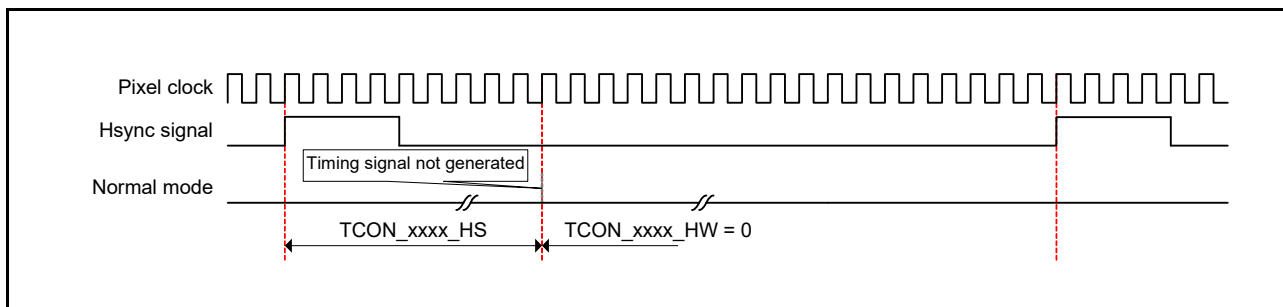 Pixel clock
Hsync signal
Timing signal not generated
Normal mode
TCON_xxxx_HS
TCON_xxxx_HW = 0